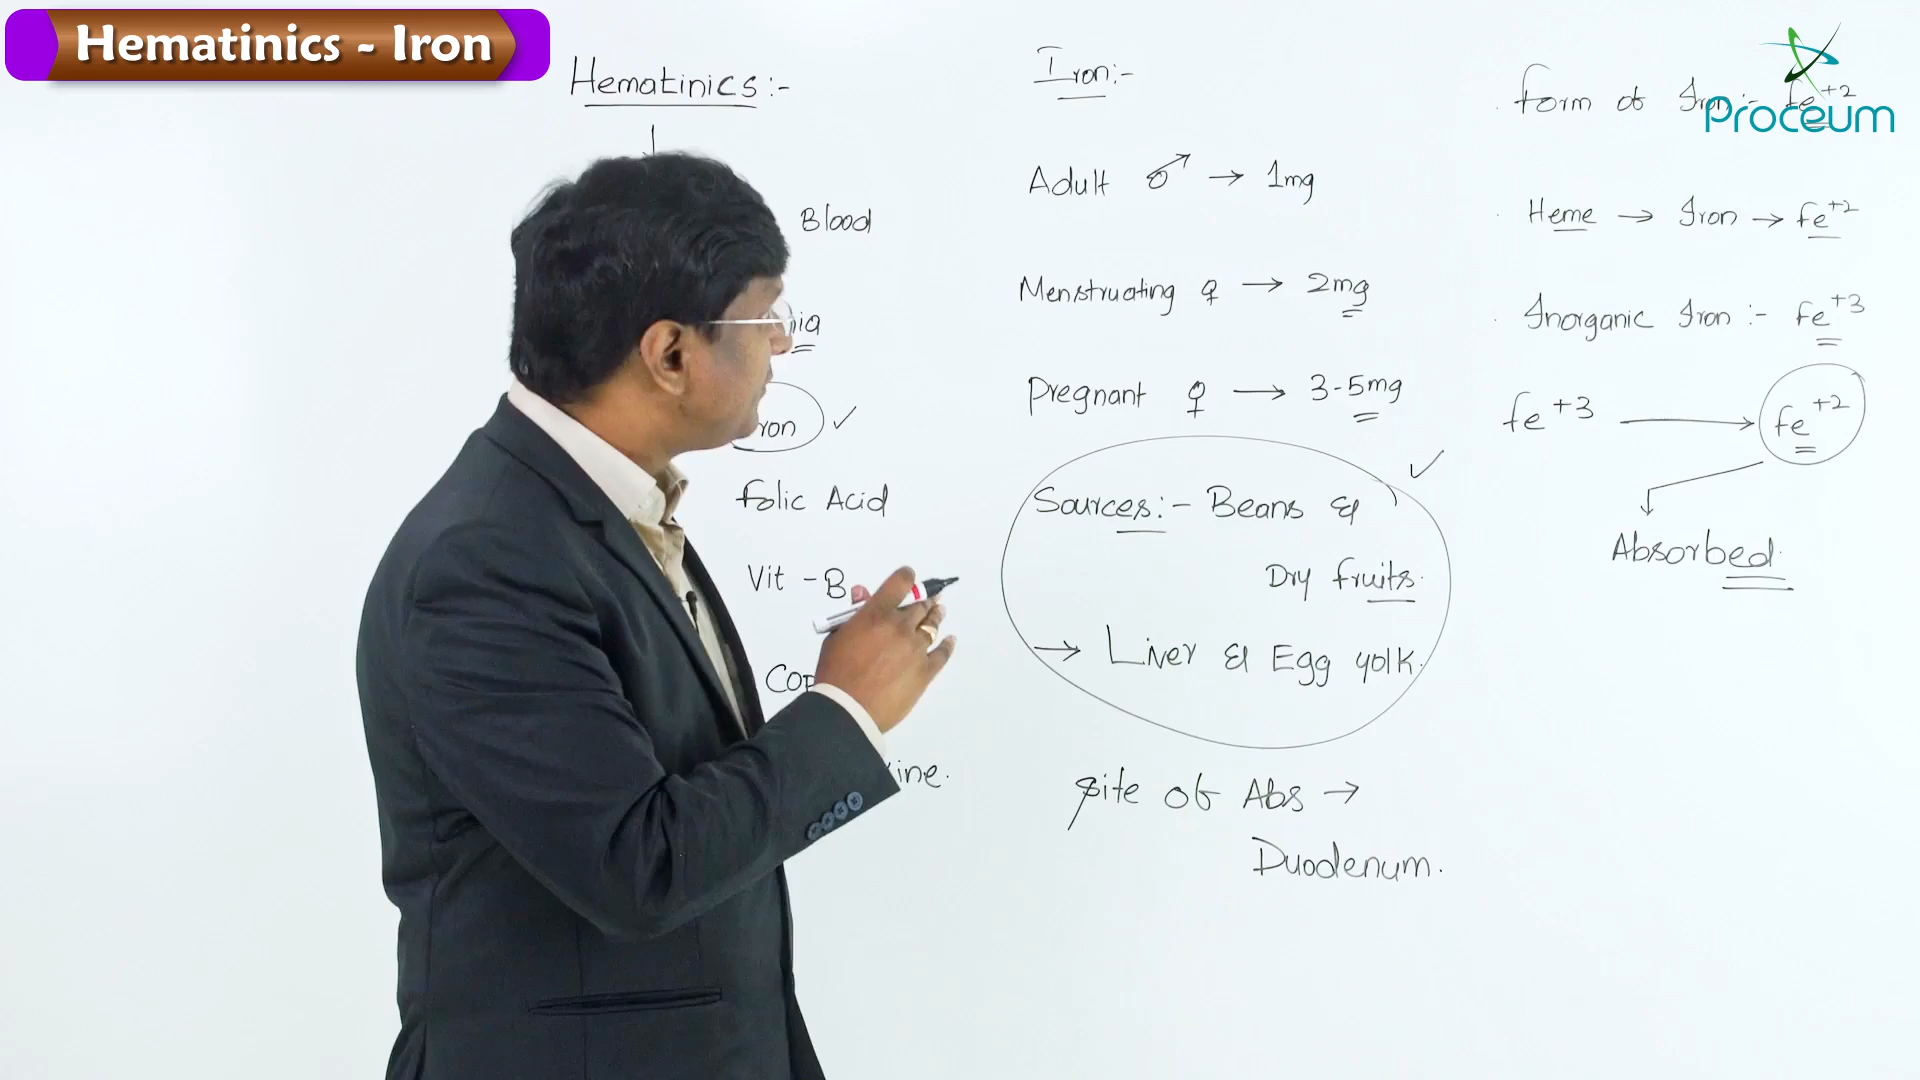 Hematinics - Iron
Hematinics :-
Blood
Folic Acid
Vit - B
Iron :-
Adult ♂ → 1mg
Menstruating ♀ → 2mg
Pregnant ♀ → 3-5mg
Sources :- Beans &
Dry fruits.
→ Liver & Egg yolk.
Site of Abs →
Duodenum.
Proceum
Form of Iron :- Fe+2
Heme → Iron → Fe+2
Inorganic Iron :- Fe+3
Fe+3 → Fe+2
Absorbed.